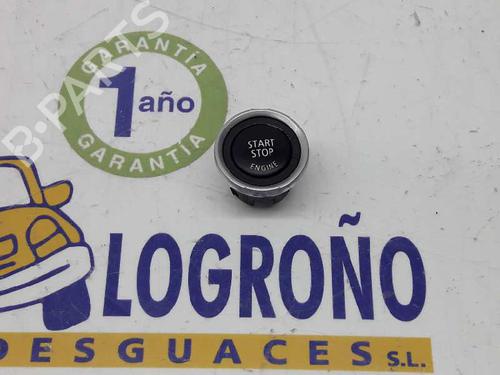 GARANTÍA
1 año
GARANTÍA
B-PARTS
START
STOP
ENGINE
LOGROÑO
DESGUACES S.L.